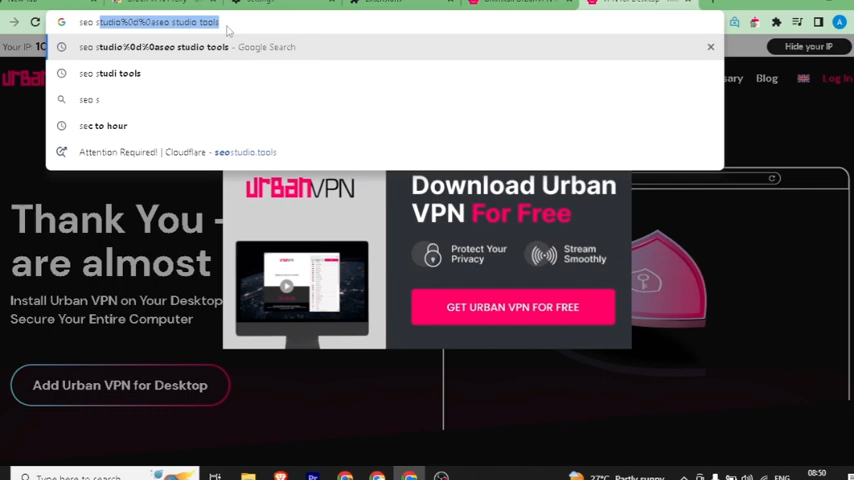 seo studio%0d%0aseo studio tools
seo studio%0d%0aseo studio tools - Google Search
seo studi tools
seo s
sec to hour
Attention Required! | Cloudflare - seostudio.tools
Your IP: 10
Hide your IP
Blog
Log In
urbanVPN
Download Urban
VPN For Free
Protect Your
Privacy
Stream
Smoothly
GET URBAN VPN FOR FREE
Thank You -
are almost
Install Urban VPN on Your Desktop
Secure Your Entire Computer
Add Urban VPN for Desktop
Type here to search
Pr
27°C Partly sunny
08:50